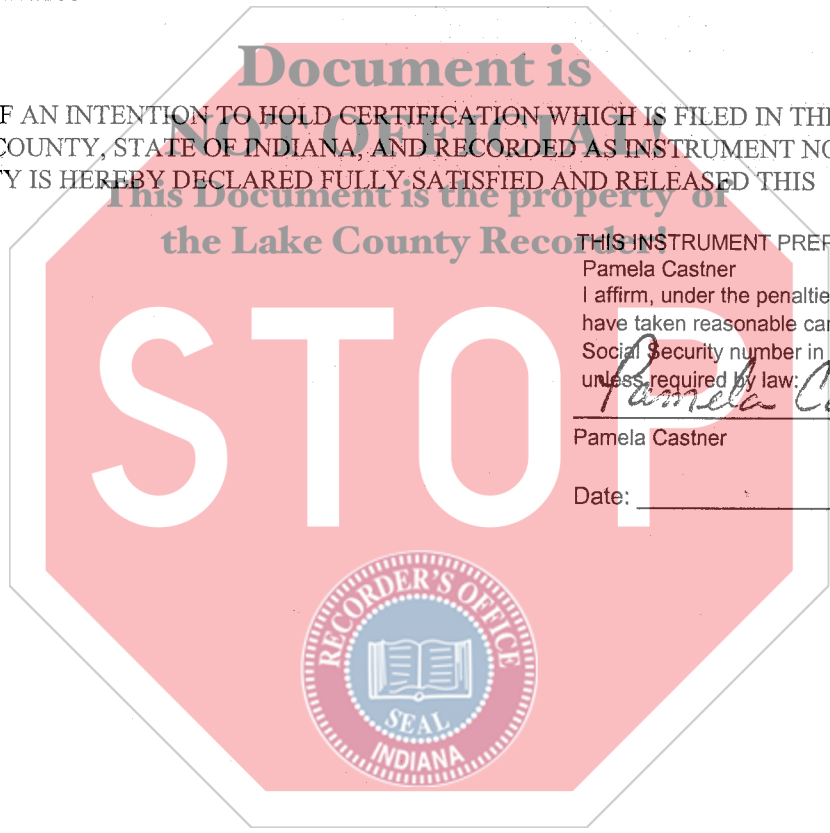 Document is
F AN INTENTION TO HOLD CERTIFICATION WHICH IS FILED IN THI
NOT OFFICIAL!
COUNTY, STATE OF INDIANA, AND RECORDED AS INSTRUMENT NO
TY IS HEREBY DECLARED FULLY SATISFIED AND RELEASED THIS
This Document is the property of
the Lake County Recorder!
THIS INSTRUMENT PREP
Pamela Castner
I affirm, under the penaltie
have taken reasonable car
Social Security number in
unless required by law:
Pamela Ca
Pamela Castner
Date:
STOP
RECORDER'S OFFICE
SEAL
INDIANA